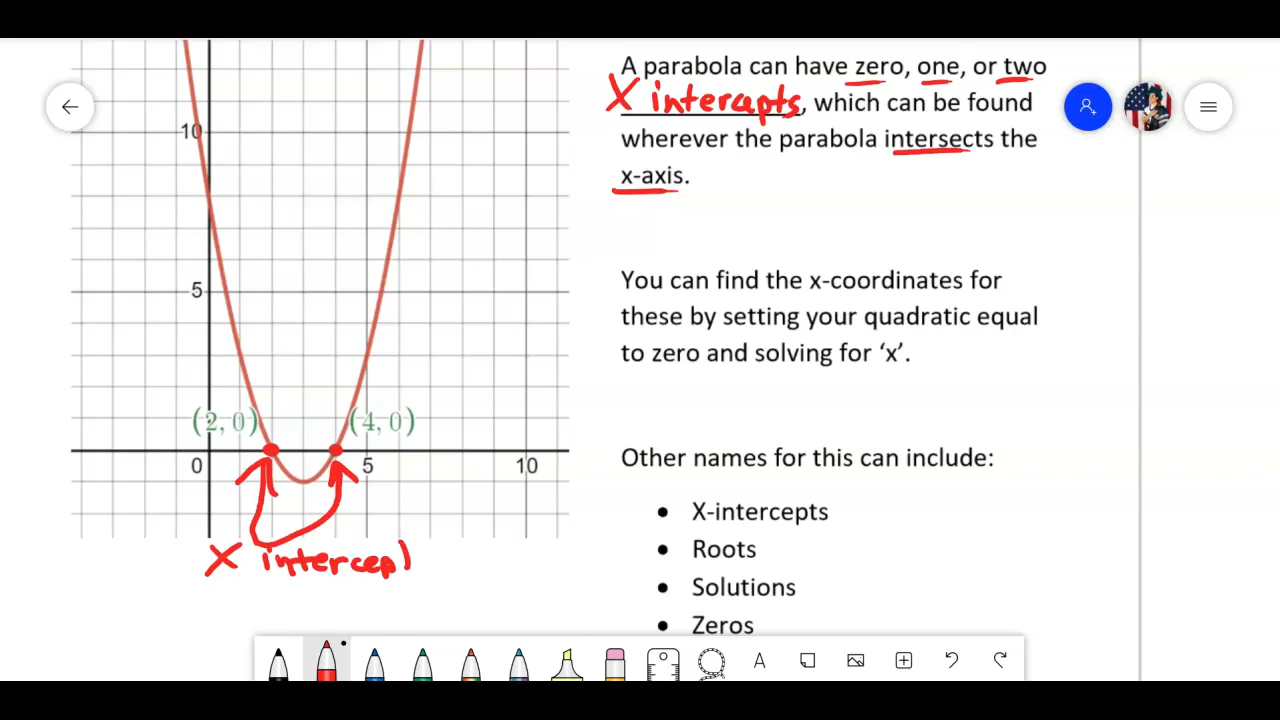 A parabola can have zero, one, or two
X intercepts, which can be found
wherever the parabola intersects the
x-axis.
You can find the x-coordinates for
these by setting your quadratic equal
to zero and solving for ‘x’.
Other names for this can include:
• X-intercepts
• Roots
• Solutions
• Zeros
10
5
(2, 0) (4, 0)
0 5 10
X intercep
A